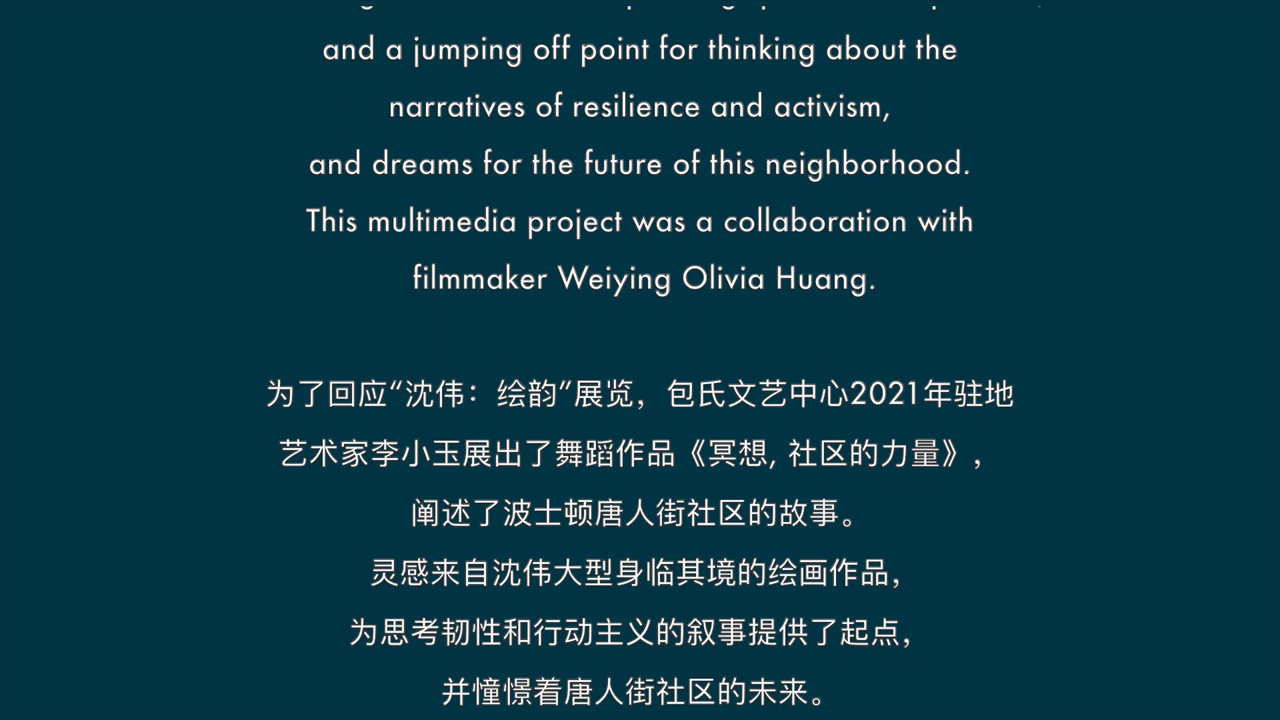 and a jumping off point for thinking about the
narratives of resilience and activism,
and dreams for the future of this neighborhood.
This multimedia project was a collaboration with
filmmaker Weiying Olivia Huang.
为了回应“沈伟：绘韵”展览，包氏文艺中心2021年驻地
艺术家李小玉展出了舞蹈作品《冥想, 社区的力量》，
阐述了波士顿唐人街社区的故事。
灵感来自沈伟大型身临其境的绘画作品，
为思考韧性和行动主义的叙事提供了起点，
并憧憬着唐人街社区的未来。